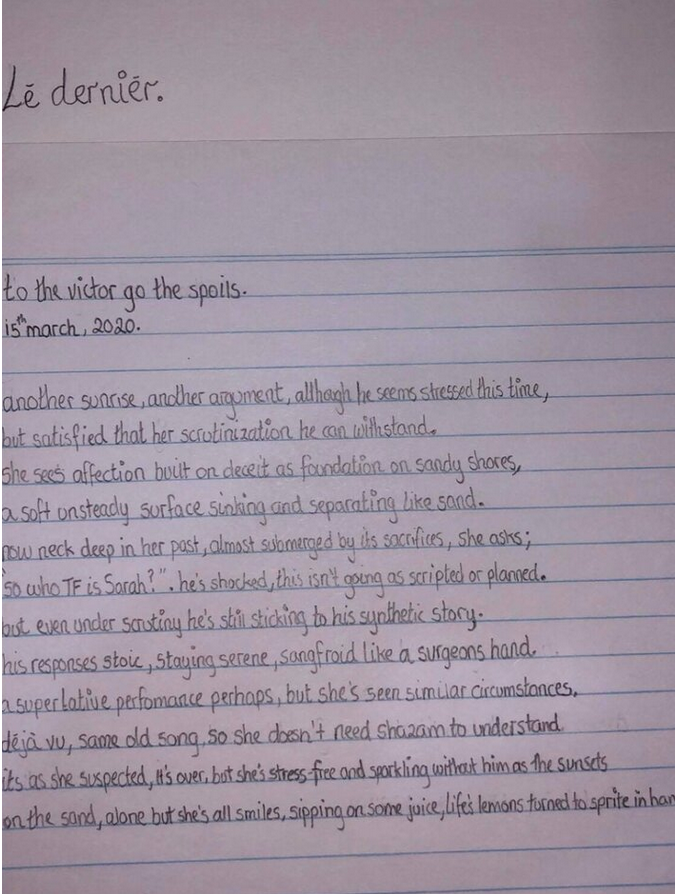 Lē derniēr.
to the victor go the spoils.
15th march, 2020.
another sunrise, another argument, although he seems stressed this time,
but satisfied that her scrutinization he can withstand.
she sees affection built on deceit as foundation on sandy shores,
a soft unsteady surface sinking and separating like sand.
now neck deep in her past, almost submerged by its sacrifices, she asks;
"so who TF is Sarah?". he's shocked, this isn't going as scripted or planned.
but even under scrutiny he's still sticking to his synthetic story.
his responses stoic, staying serene, sangfroid like a surgeons hand.
a superlative perfomance perhaps, but she's seen similar circumstances,
déjà vu, same old song, so she doesn't need shazam to understand
its as she suspected, it's over. but she's stress-free and sparkling without him as the sunsets
on the sand, alone but she's all smiles, sipping on some juice, life's lemons turned to sprite in han